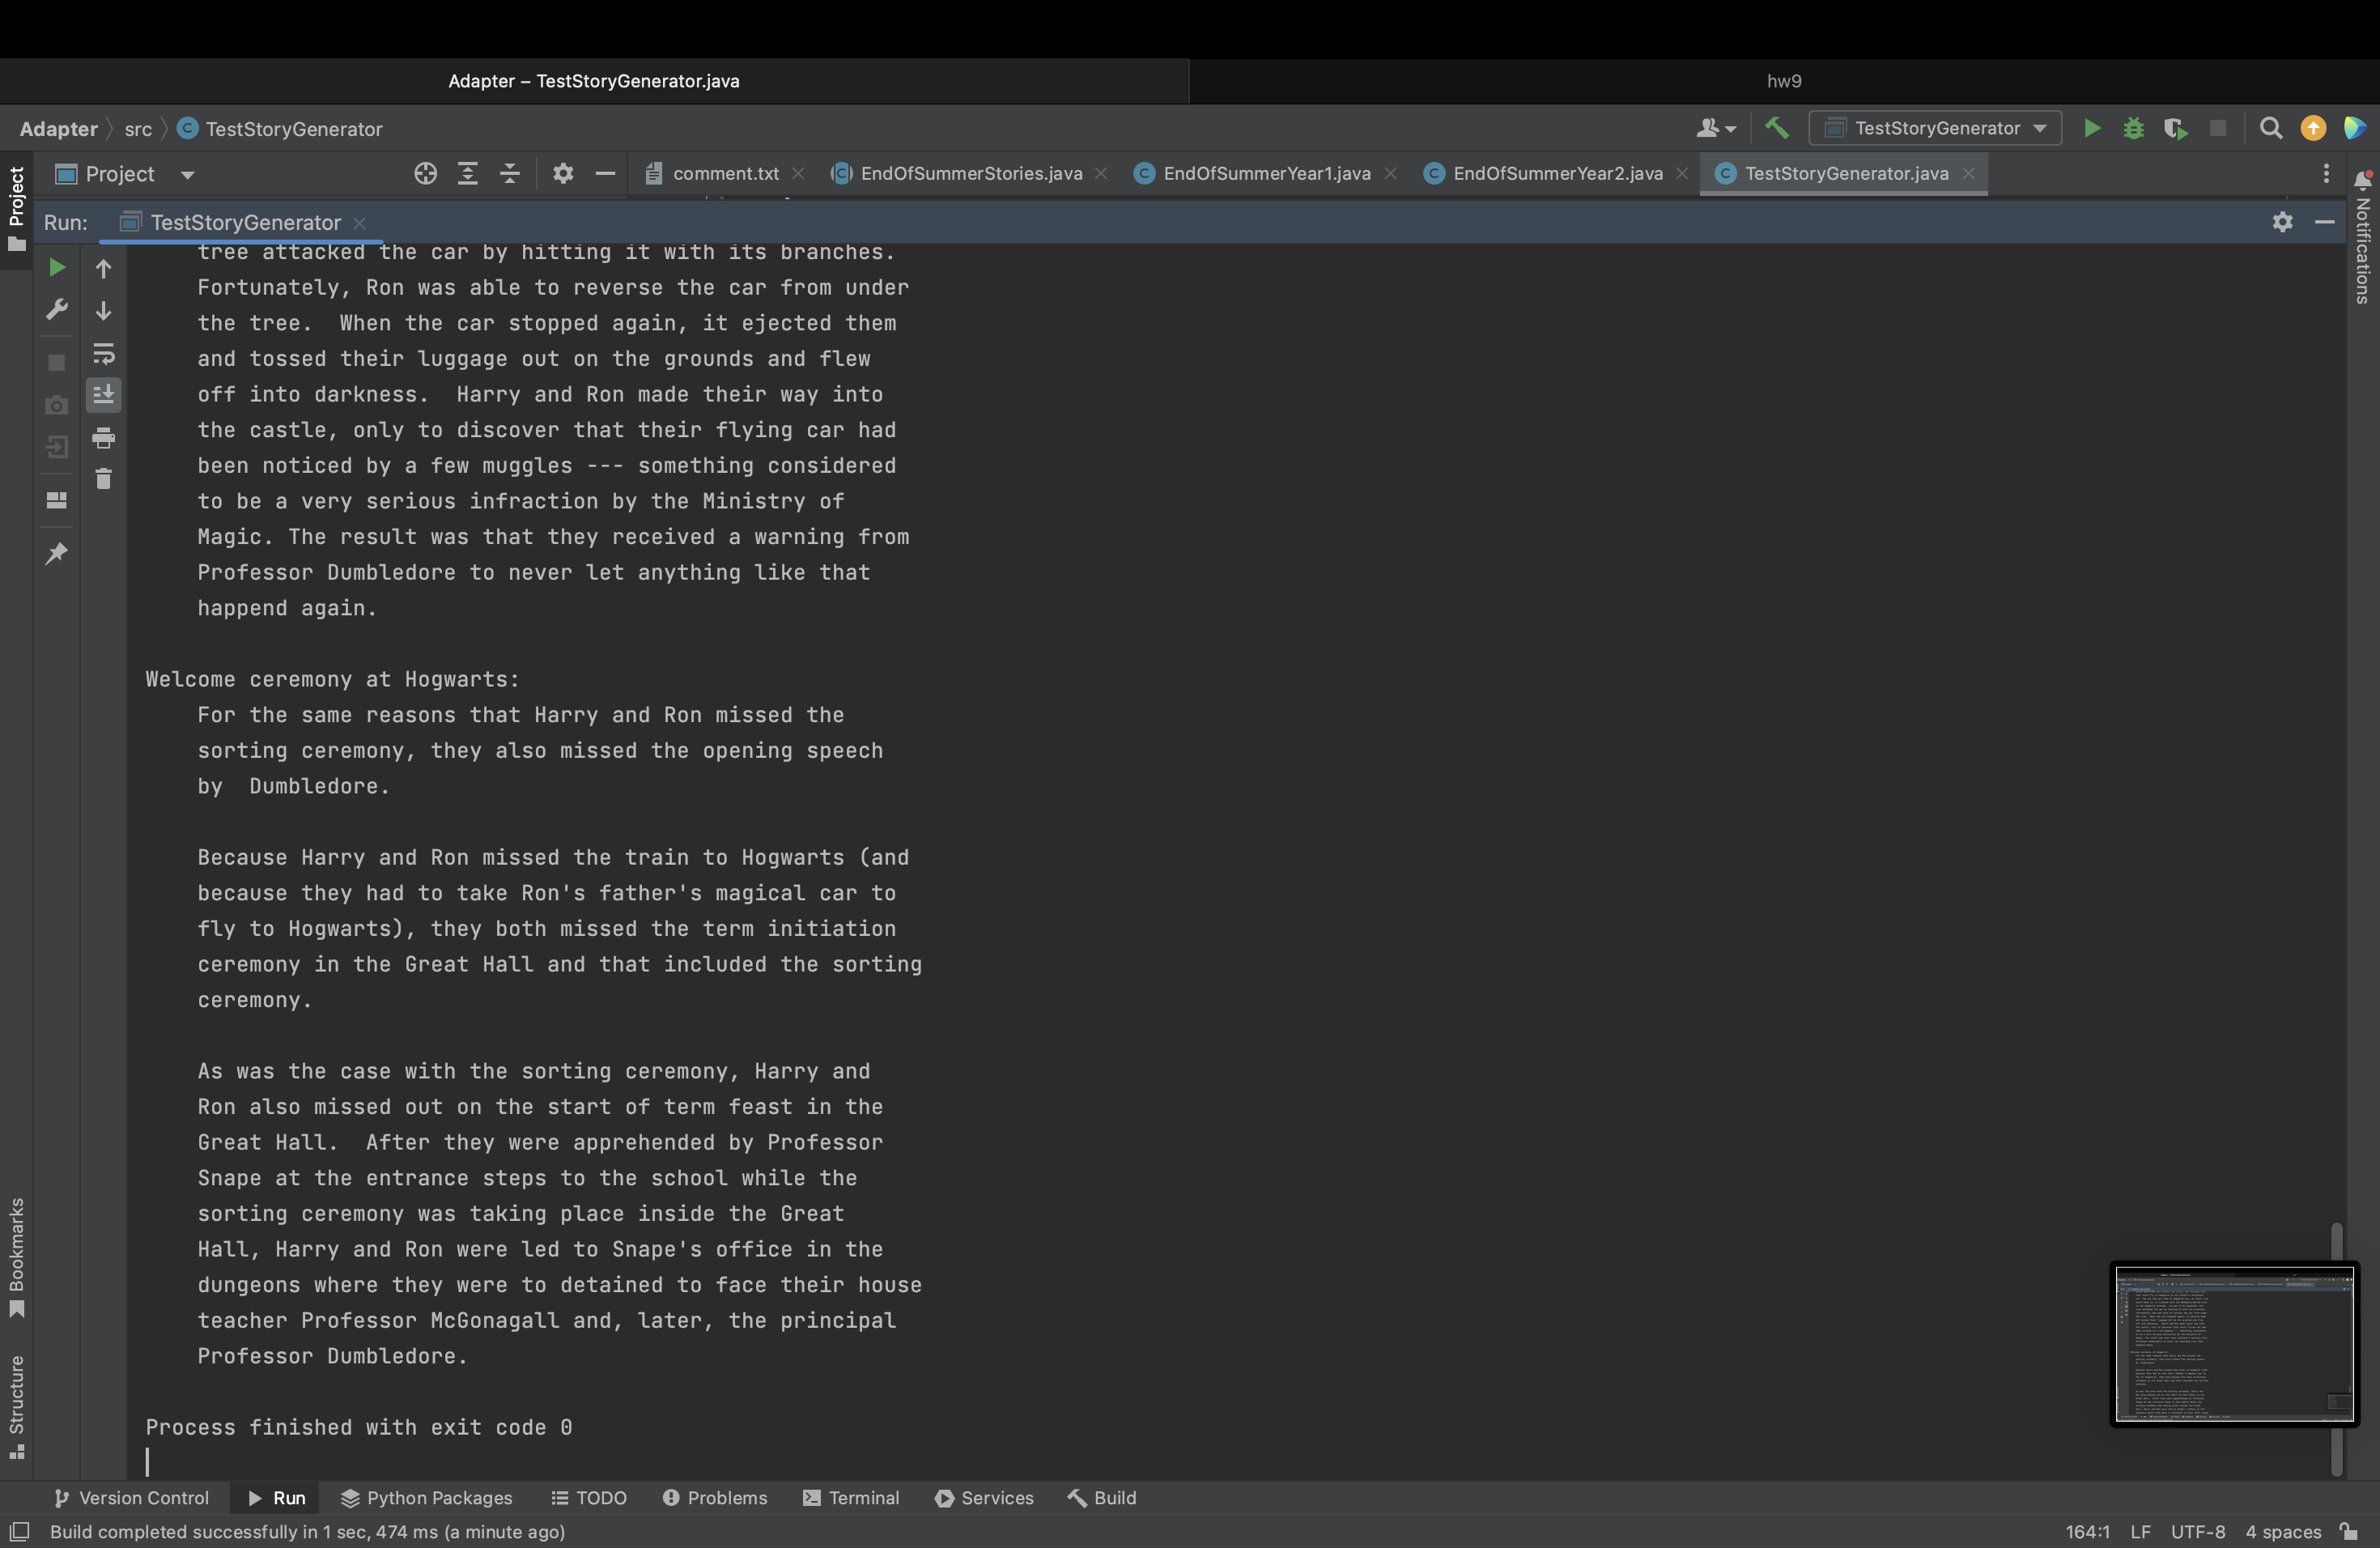 Adapter – TestStoryGenerator.java
hw9
Adapter
src
TestStoryGenerator
TestStoryGenerator
Project
Project
comment.txt
EndOfSummerStories.java
EndOfSummerYear1.java
EndOfSummerYear2.java
TestStoryGenerator.java
Notifications
Run:
TestStoryGenerator
tree attacked the car by hitting it with its branches.
Fortunately, Ron was able to reverse the car from under
the tree.  When the car stopped again, it ejected them
and tossed their luggage out on the grounds and flew
off into darkness.  Harry and Ron made their way into
the castle, only to discover that their flying car had
been noticed by a few muggles --- something considered
to be a very serious infraction by the Ministry of
Magic. The result was that they received a warning from
Professor Dumbledore to never let anything like that
happend again.
Welcome ceremony at Hogwarts:
For the same reasons that Harry and Ron missed the
sorting ceremony, they also missed the opening speech
by  Dumbledore.
Because Harry and Ron missed the train to Hogwarts (and
because they had to take Ron's father's magical car to
fly to Hogwarts), they both missed the term initiation
ceremony in the Great Hall and that included the sorting
ceremony.
As was the case with the sorting ceremony, Harry and
Ron also missed out on the start of term feast in the
Great Hall.  After they were apprehended by Professor
Snape at the entrance steps to the school while the
sorting ceremony was taking place inside the Great
Hall, Harry and Ron were led to Snape's office in the
dungeons where they were to detained to face their house
teacher Professor McGonagall and, later, the principal
Professor Dumbledore.
Process finished with exit code 0
Bookmarks
Structure
Version Control
Run
Python Packages
TODO
Problems
Terminal
Services
Build
Build completed successfully in 1 sec, 474 ms (a minute ago)
164:1
LF
UTF-8
4 spaces